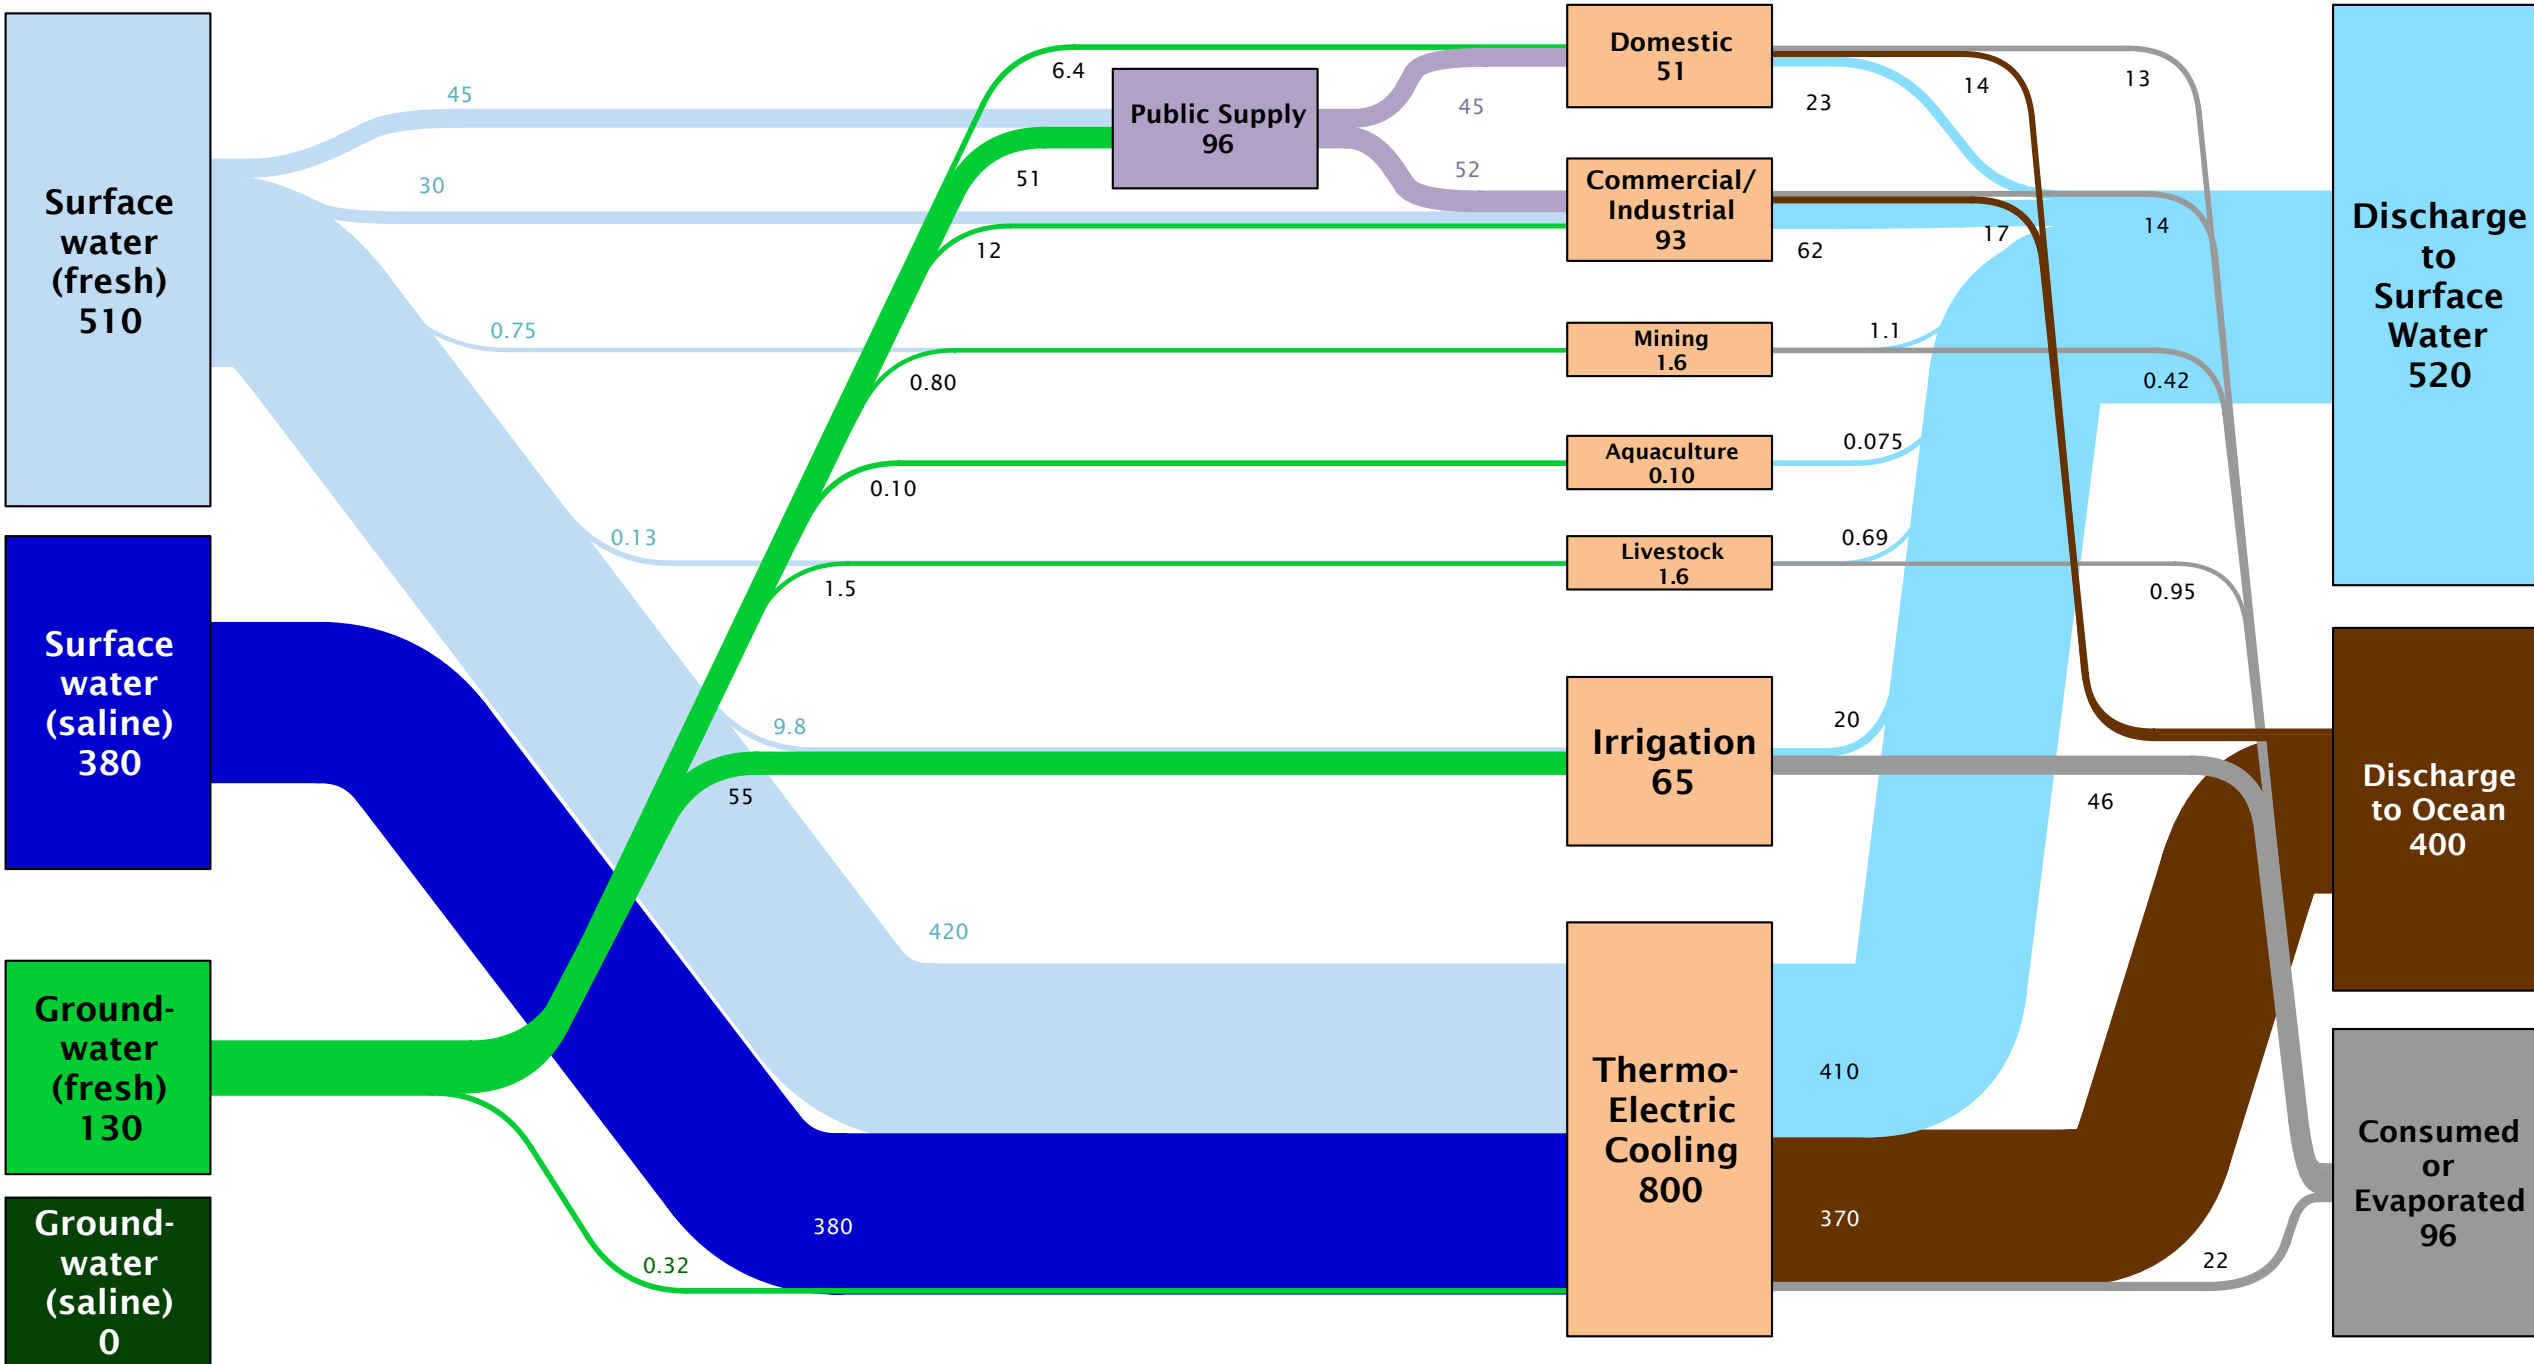 Surface
water
(fresh)
510
Surface
water
(saline)
380
Ground-
water
(fresh)
130
Ground-
water
(saline)
0
45
30
0.75
0.13
9.8
420
380
0.32
6.4
51
12
0.80
0.10
1.5
55
Public Supply
96
45
52
Domestic
51
Commercial/
Industrial
93
Mining
1.6
Aquaculture
0.10
Livestock
1.6
Irrigation
65
Thermo-
Electric
Cooling
800
23
14
13
62
17
14
1.1
0.42
0.075
0.69
0.95
20
46
410
370
22
Discharge
to
Surface
Water
520
Discharge
to Ocean
400
Consumed
or
Evaporated
96